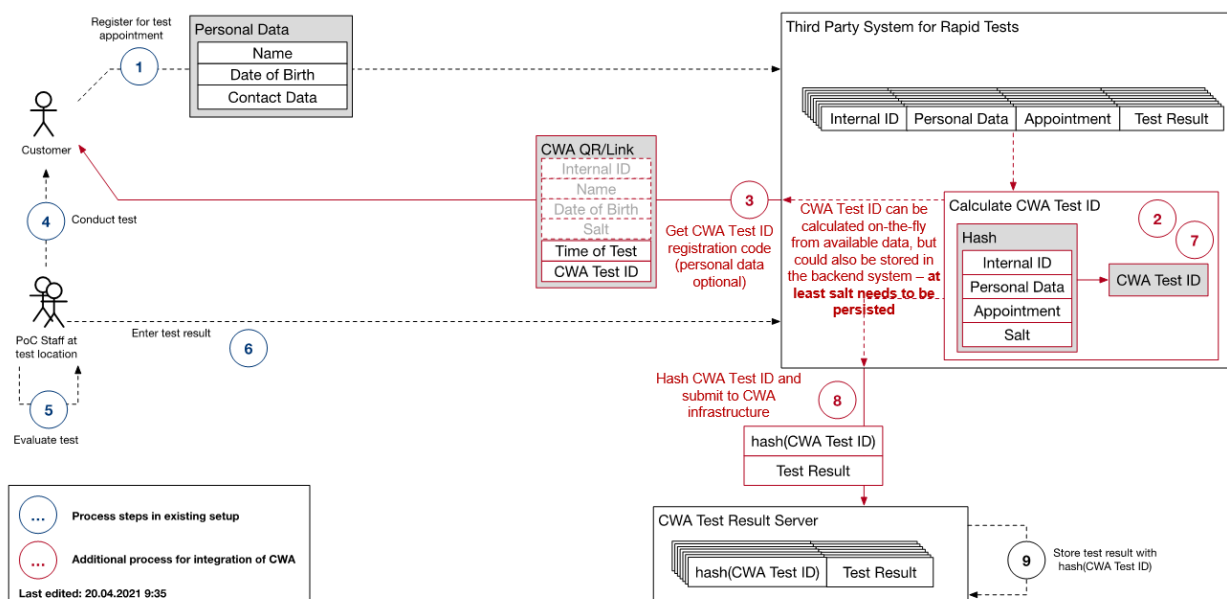 Register for test
appointment
1
Personal Data
Name
Date of Birth
Contact Data
Third Party System for Rapid Tests
Internal ID
Personal Data
Appointment
Test Result
Customer
CWA QR/Link
Internal ID
Name
Date of Birth
Salt
Time of Test
CWA Test ID
3
Get CWA Test ID
registration code
(personal data
optional)
CWA Test ID can be
calculated on-the-fly
from available data, but
could also be stored in
the backend system – at
least salt needs to be
persisted
Calculate CWA Test ID
2
7
Hash
Internal ID
Personal Data
Appointment
Salt
CWA Test ID
4
Conduct test
PoC Staff at
test location
Enter test result
6
5
Evaluate test
Hash CWA Test ID and
submit to CWA
infrastructure
8
hash(CWA Test ID)
Test Result
CWA Test Result Server
hash(CWA Test ID)
Test Result
9
Store test result with
hash(CWA Test ID)
...
Process steps in existing setup
...
Additional process for integration of CWA
Last edited: 20.04.2021 9:35